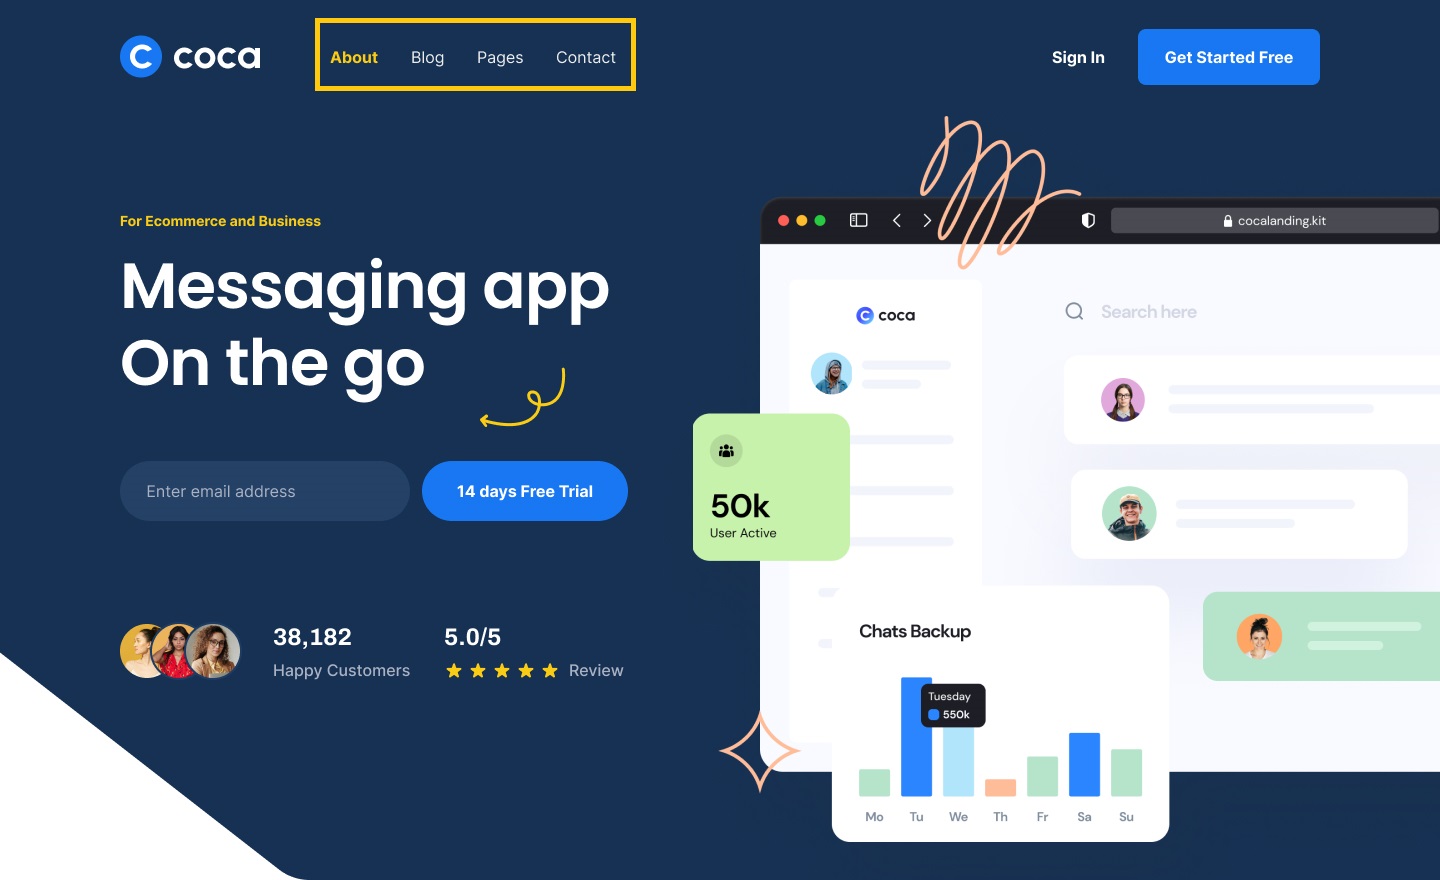 coca
About Blog Pages Contact
Sign In
Get Started Free
For Ecommerce and Business
Messaging app
On the go
Enter email address
14 days Free Trial
38,182
Happy Customers
5.0/5
Review
cocalanding.kit
coca
Search here
50k
User Active
Chats Backup
Tuesday
550k
Mo Tu We Th Fr Sa Su